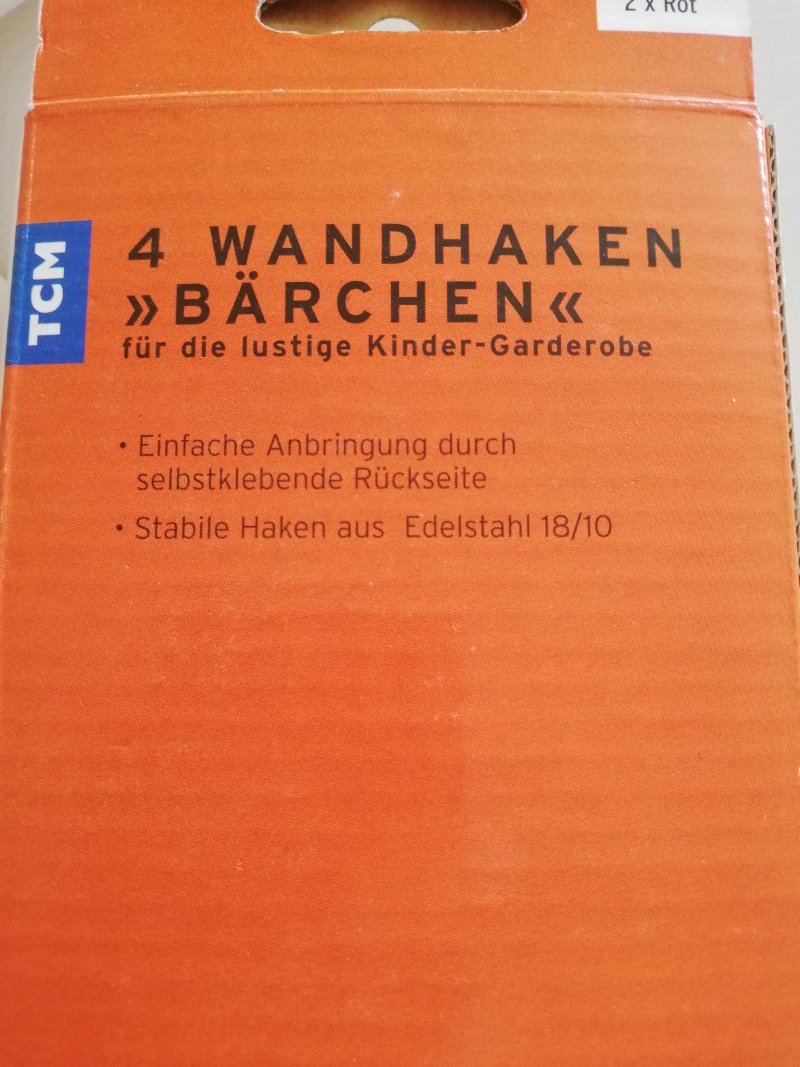 2 x Rot
TCM
4 WANDHAKEN
»BÄRCHEN«
für die lustige Kinder-Garderobe
• Einfache Anbringung durch
selbstklebende Rückseite
• Stabile Haken aus Edelstahl 18/10